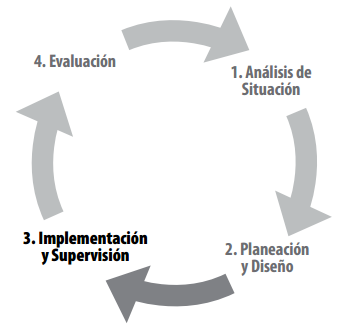 4. Evaluación
1. Análisis de
Situación
2. Planeación
y Diseño
3. Implementación
y Supervisión